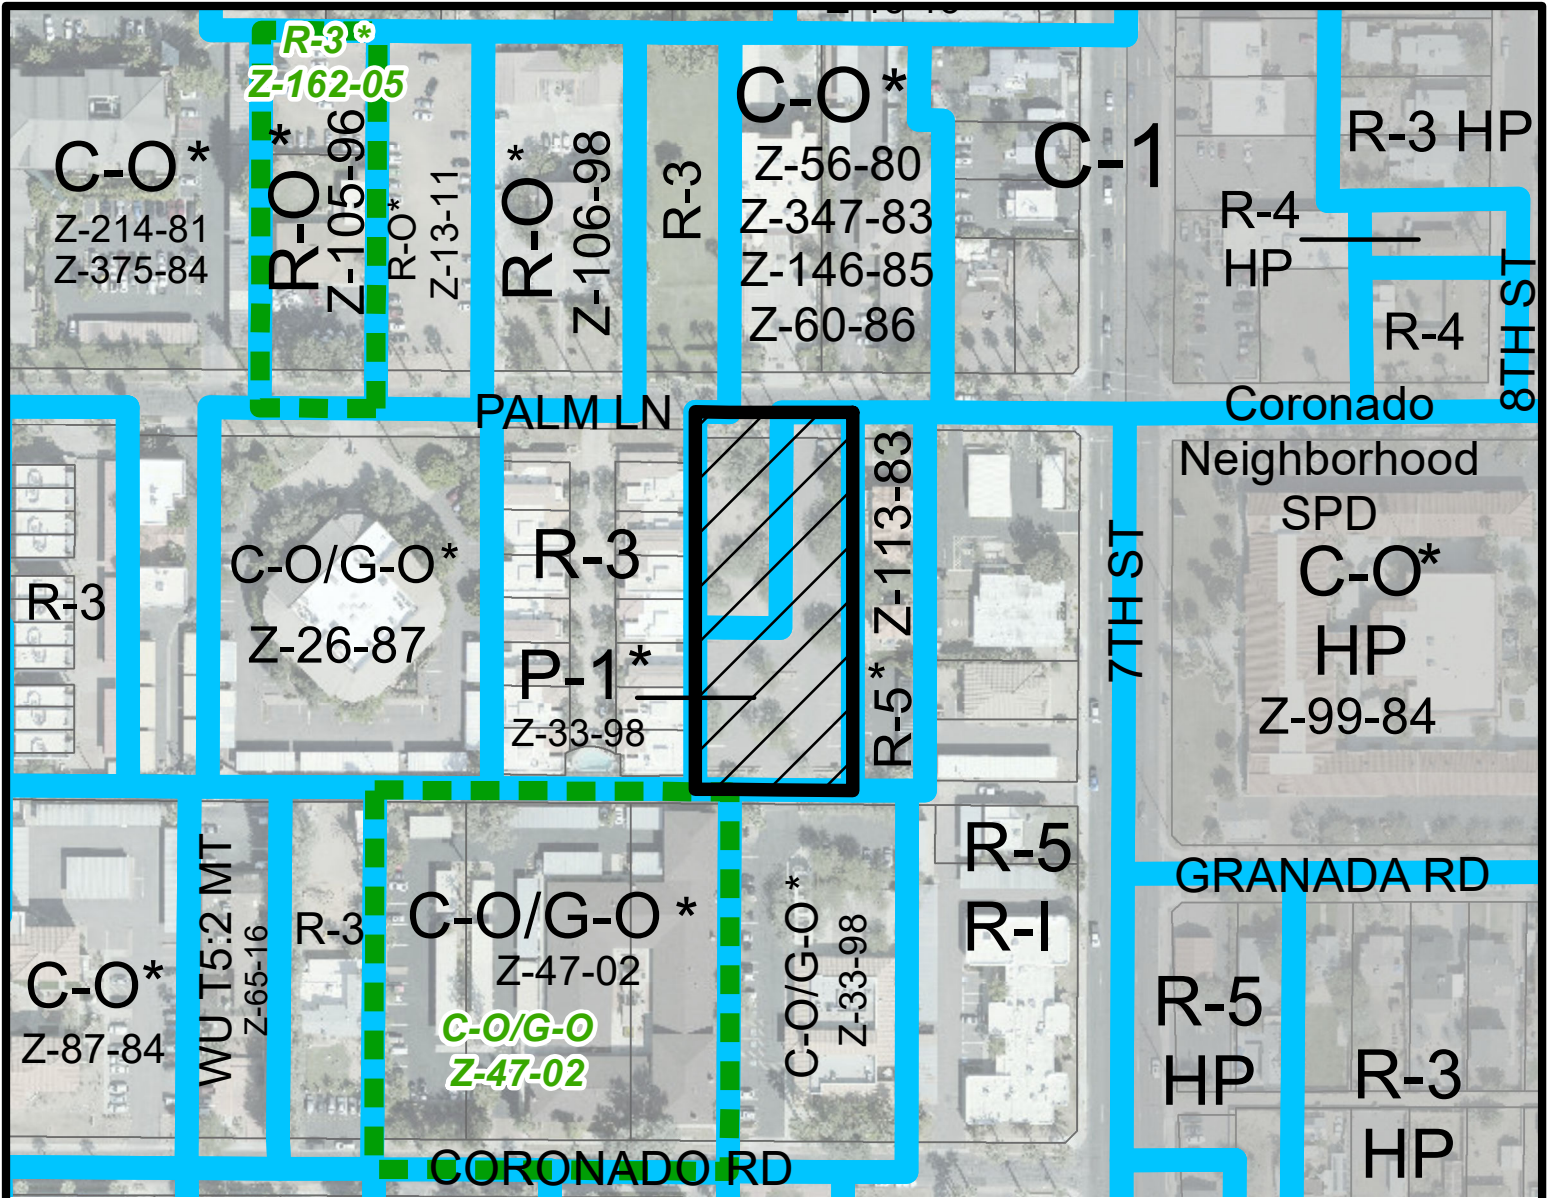 R-3 *
Z-162-05
C-O*
Z-214-81
Z-375-84
R-O*
Z-105-96
R-O*
Z-13-11
R-O*
Z-106-98
R-3
C-O*
Z-56-80
Z-347-83
Z-146-85
Z-60-86
C-1
R-3 HP
R-4
HP
R-4
8TH ST
PALM LN
Coronado
Neighborhood
SPD
C-O*
HP
Z-99-84
R-3
C-O/G-O*
Z-26-87
R-3
P-1*
Z-33-98
R-5* Z-113-83
7TH ST
GRANADA RD
C-O*
Z-87-84
WU T5:2 MT
Z-65-16
R-3
C-O/G-O *
Z-47-02
C-O/G-O
Z-47-02
C-O/G-O*
Z-33-98
R-5
R-I
R-5
HP
R-3
HP
CORONADO RD